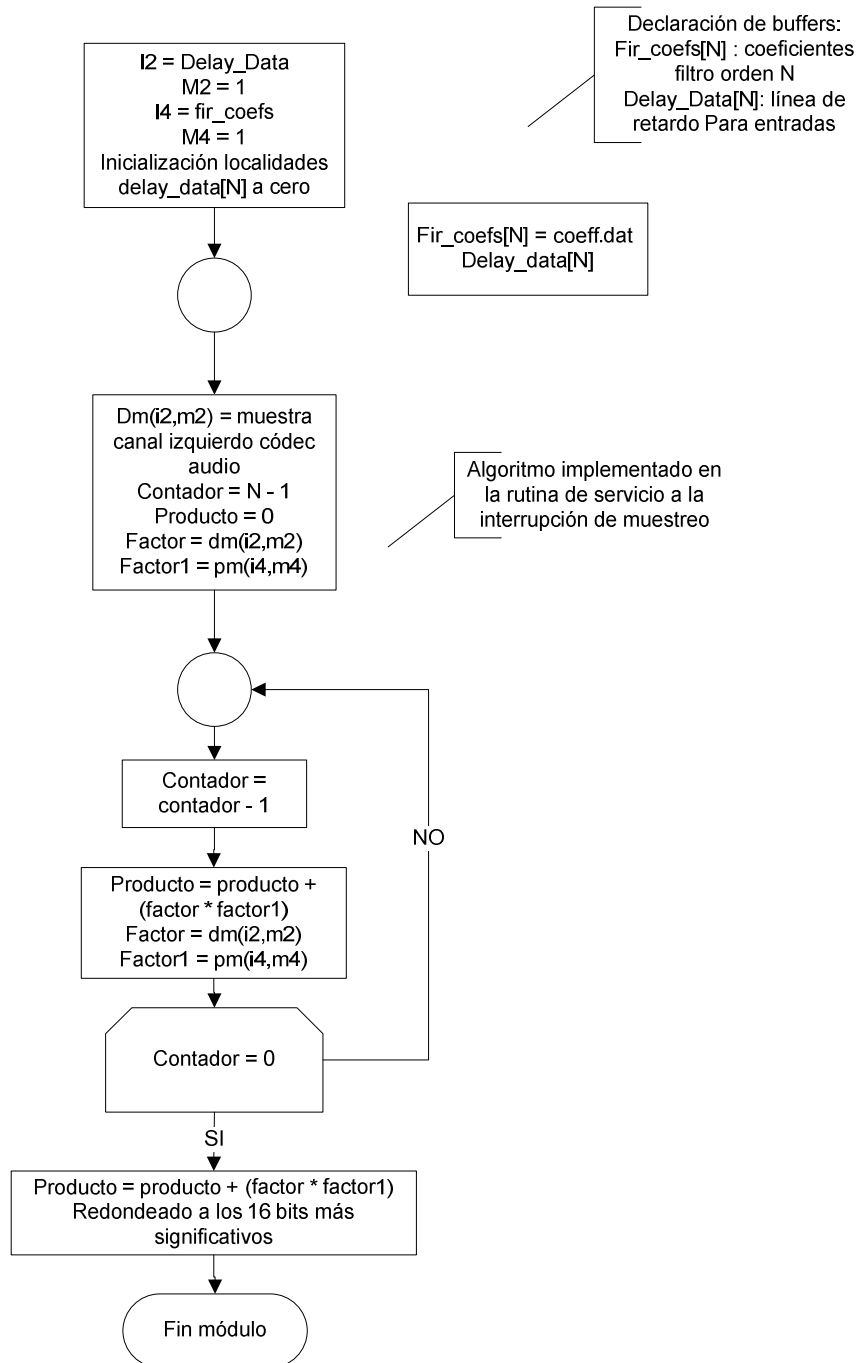 I2 = Delay_Data
M2 = 1
I4 = fir_coefs
M4 = 1
Inicialización localidades
delay_data[N] a cero
Declaración de buffers:
Fir_coefs[N] : coeficientes
filtro orden N
Delay_Data[N]: línea de
retardo Para entradas
Fir_coefs[N] = coeff.dat
Delay_data[N]
Dm(i2,m2) = muestra
canal izquierdo códec
audio
Contador = N - 1
Producto = 0
Factor = dm(i2,m2)
Factor1 = pm(i4,m4)
Algoritmo implementado en
la rutina de servicio a la
interrupción de muestreo
Contador =
contador - 1
NO
Producto = producto +
(factor * factor1)
Factor = dm(i2,m2)
Factor1 = pm(i4,m4)
Contador = 0
SI
Producto = producto + (factor * factor1)
Redondeado a los 16 bits más
significativos
Fin módulo